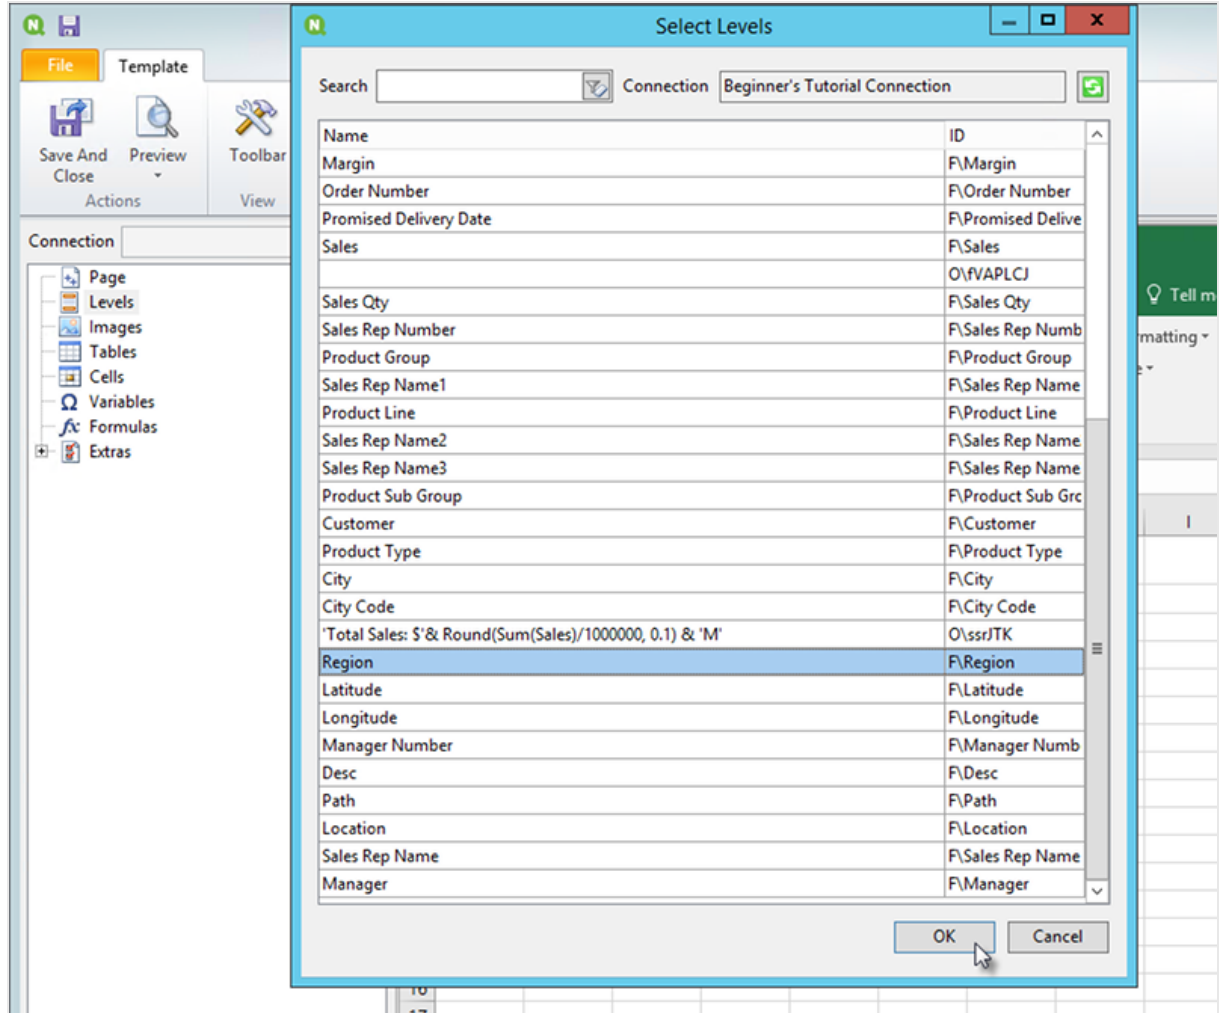 Select Levels
File Template
Search Connection Beginner's Tutorial Connection
Save And Close
Preview
Toolbar
Actions
View
Connection
Page
Levels
Images
Tables
Cells
Variables
Formulas
Extras
Name ID
Margin F\Margin
Order Number F\Order Number
Promised Delivery Date F\Promised Delive
Sales F\Sales
O\fVAPLCJ
Sales Qty F\Sales Qty
Sales Rep Number F\Sales Rep Numb
Product Group F\Product Group
Sales Rep Name1 F\Sales Rep Name
Product Line F\Product Line
Sales Rep Name2 F\Sales Rep Name
Sales Rep Name3 F\Sales Rep Name
Product Sub Group F\Product Sub Grc
Customer F\Customer
Product Type F\Product Type
City F\City
City Code F\City Code
'Total Sales: $'& Round(Sum(Sales)/1000000, 0.1) & 'M' O\ssrJTK
Region F\Region
Latitude F\Latitude
Longitude F\Longitude
Manager Number F\Manager Numb
Desc F\Desc
Path F\Path
Location F\Location
Sales Rep Name F\Sales Rep Name
Manager F\Manager
OK Cancel
Tell m
matting
I
16